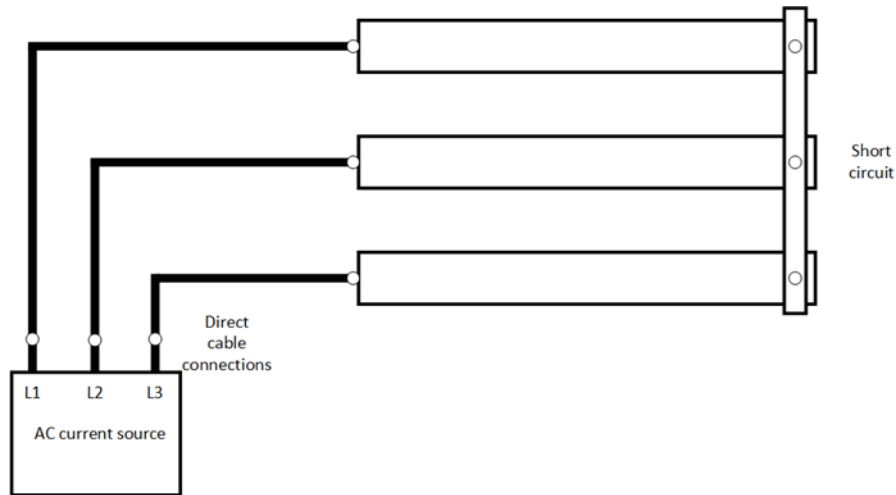 Short
circuit
Direct
cable
connections
L1 L2 L3
AC current source